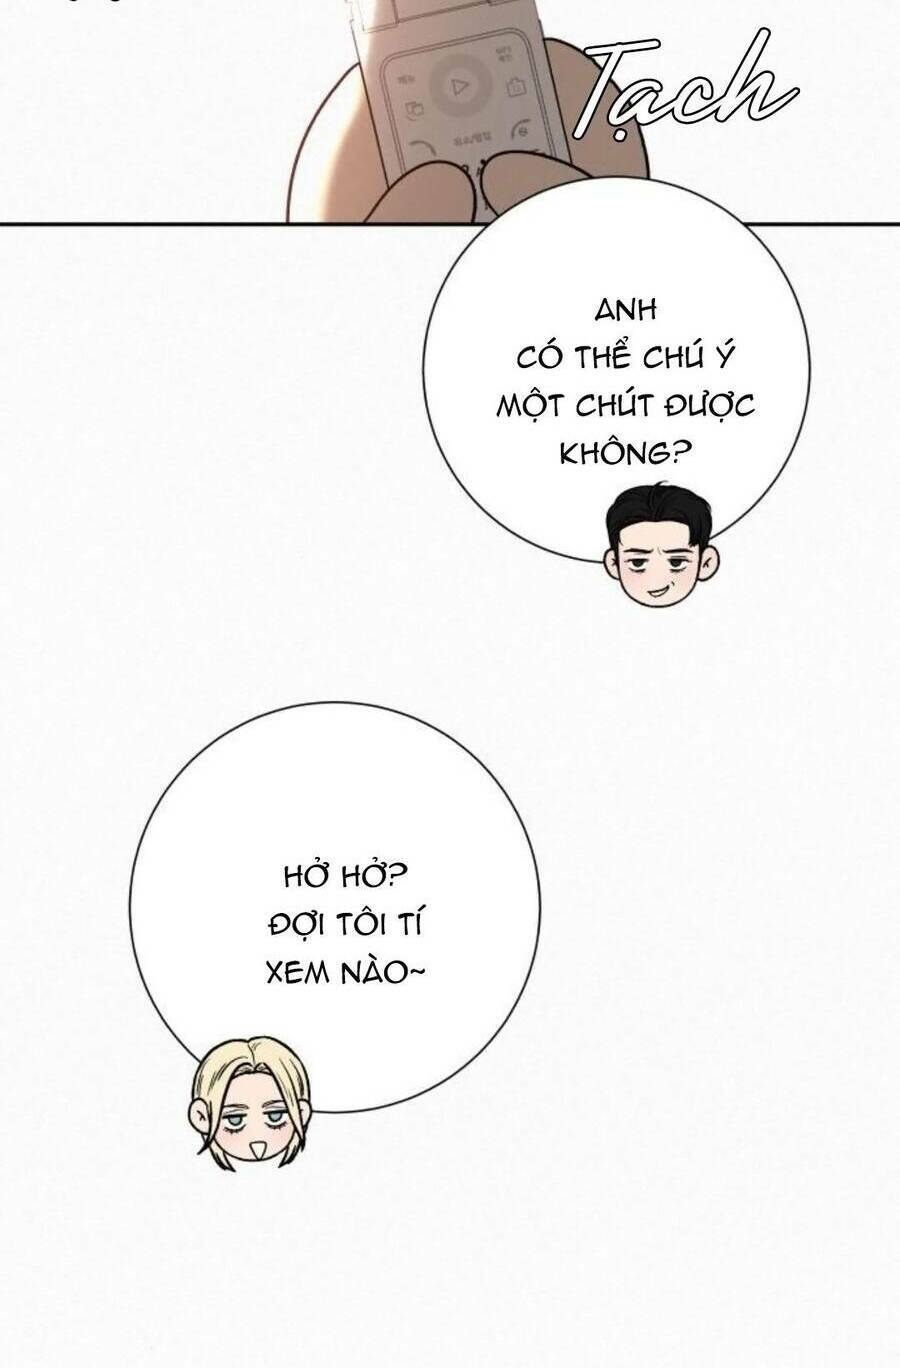 Tạch
ANH
CÓ THỂ CHÚ Ý
MỘT CHÚT ĐƯỢC
KHÔNG?
HỞ HỞ?
ĐỢI TÔI TÍ
XEM NÀO~